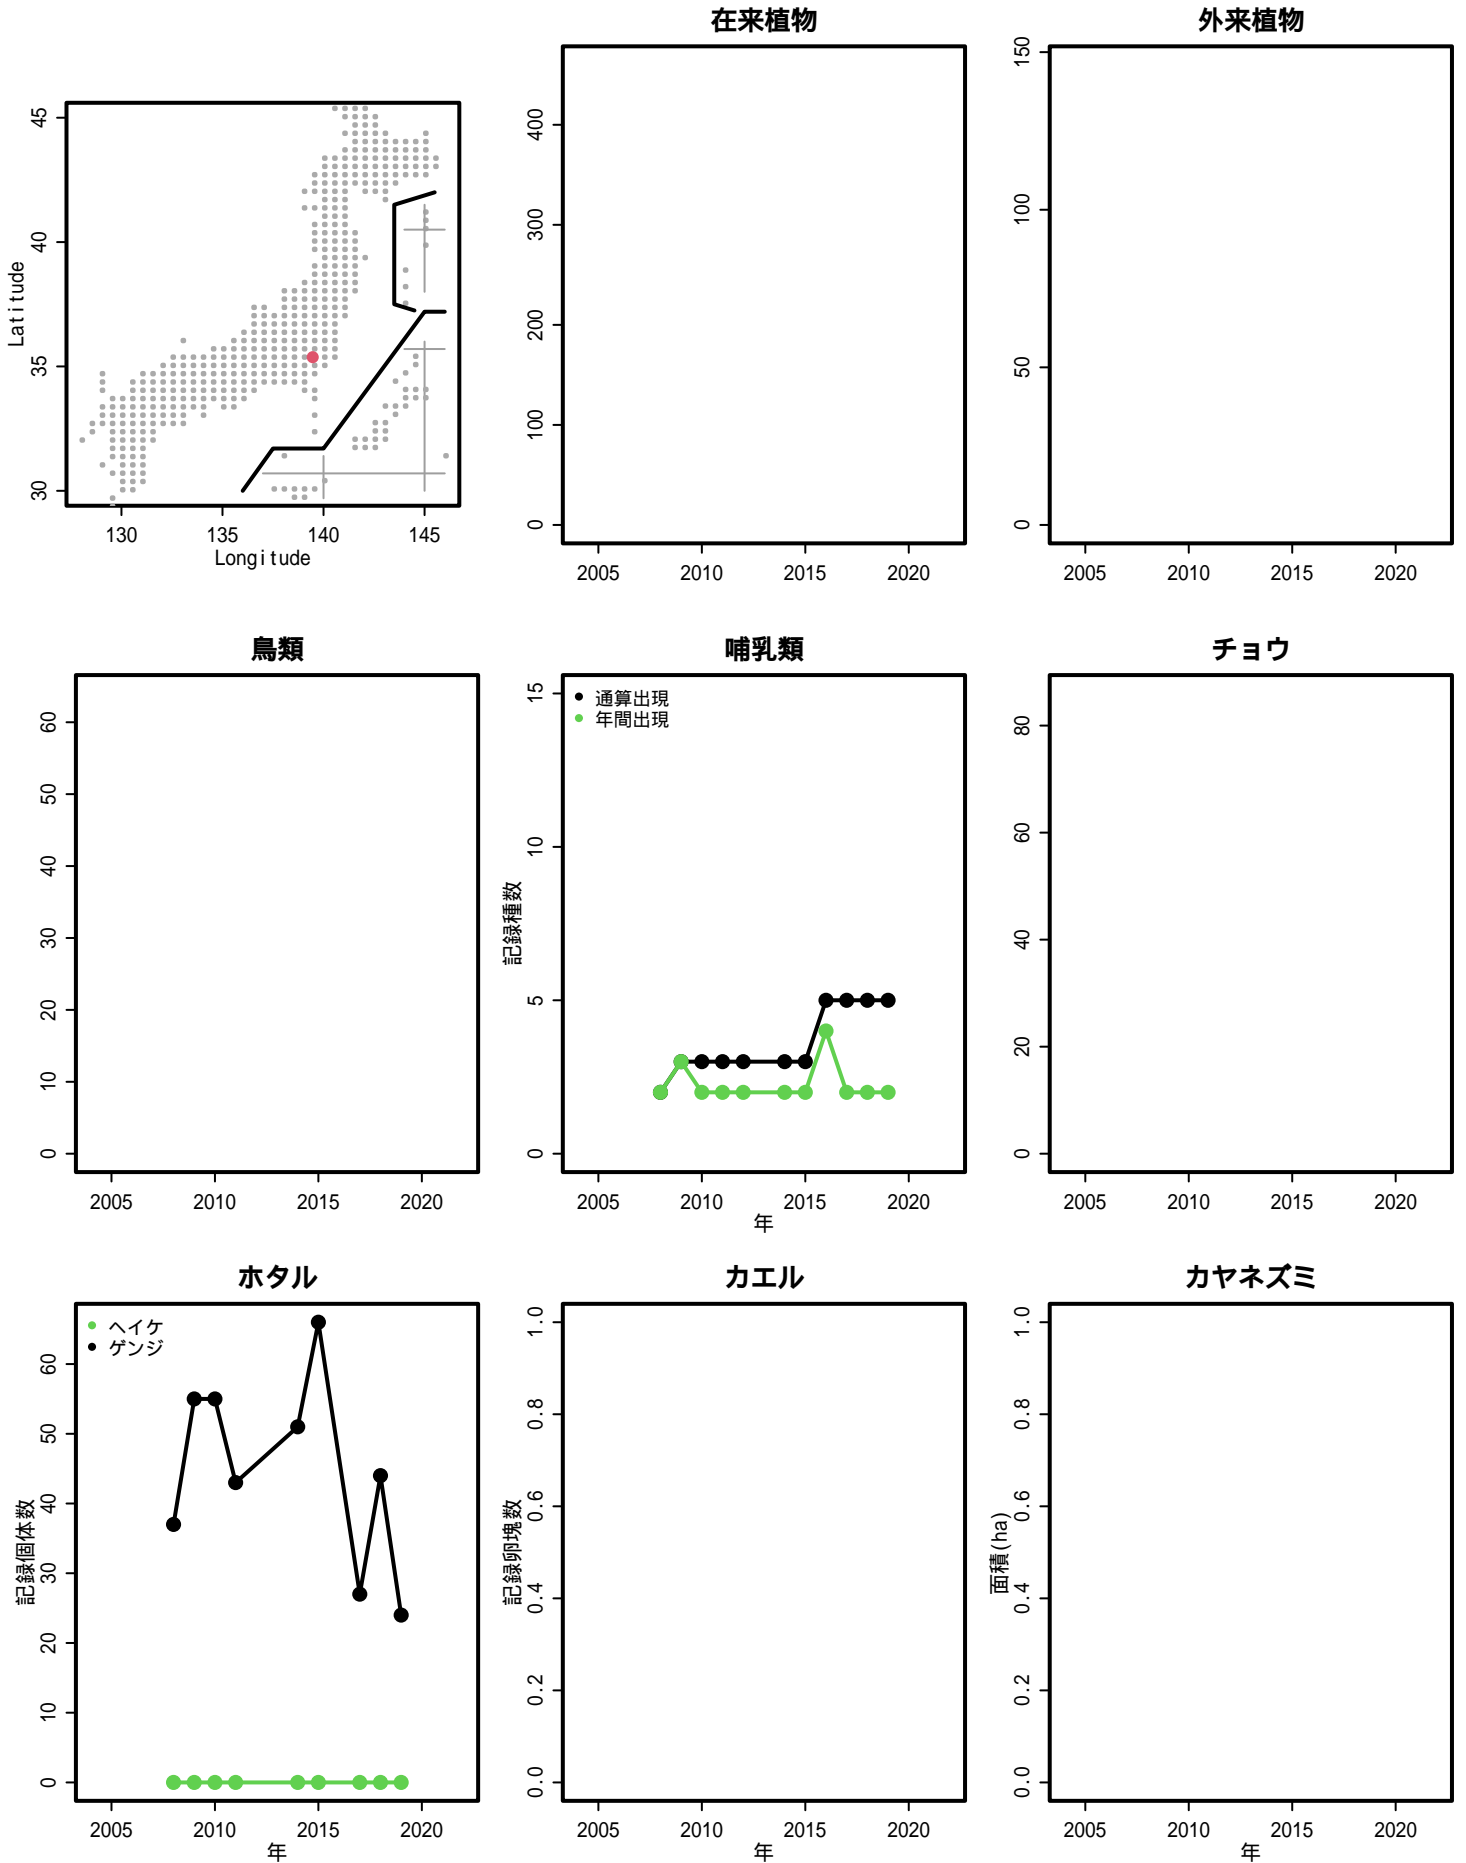 在来植物
外来植物
45
40
35
30
Latitude
130 135 140 145
Longitude
400
300
200
100
0
2005 2010 2015 2020
150
100
50
0
2005 2010 2015 2020
鳥類
哺乳類
チョウ
60
50
40
30
20
10
0
2005 2010 2015 2020
通算出現
年間出現
15
10
5
0
記録種数
2005 2010 2015 2020
年
80
60
40
20
0
2005 2010 2015 2020
ホタル
カエル
カヤネズミ
ヘイケ
ゲンジ
60
50
40
30
20
10
0
記録個体数
2005 2010 2015 2020
年
1.0
0.8
0.6
0.4
0.2
0.0
記録卵塊数
2005 2010 2015 2020
年
1.0
0.8
0.6
0.4
0.2
0.0
面積(ha)
2005 2010 2015 2020
年